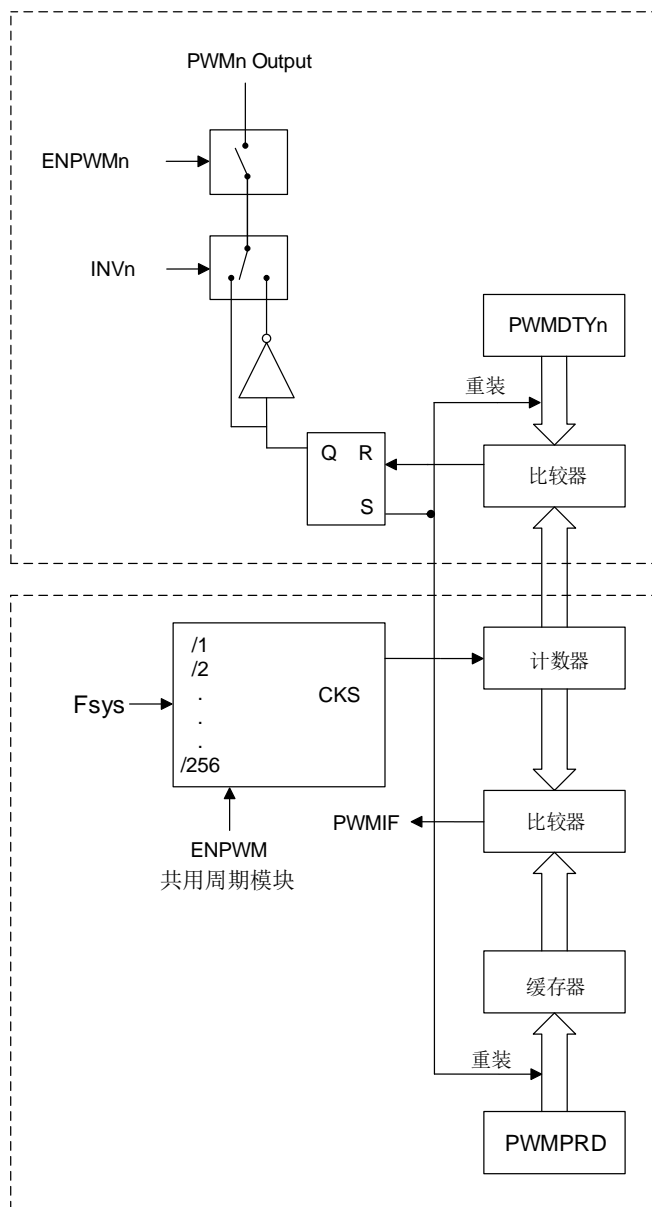 PWMn Output
ENPWMn
INVn
PWMDTYn
重装
Q R
S
比较器
/1
/2
.
.
.
/256
CKS
Fsys
计数器
ENPWM
共用周期模块
PWMIF
比较器
缓存器
重装
PWMPRD